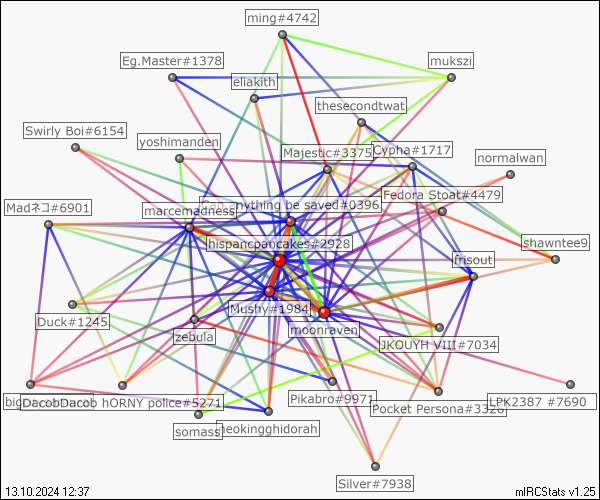 ming#4742
Eg.Master#1378
mukszi
eliakith
thesecondtwat
Swirly Boi#6154
yoshimanden
Majestic#3375
Cypha#1717
normalwan
Fedora Stoat#4479
Can anything be saved#0396
Madネコ#6901
marcemadness
hispancpancakes#2928
shawntee9
frisout
Mushy#1984
moonreven
Duck#1245
zebula
JKOUYH VIII#7034
DacobDacob
hORNY police#5271
Pikabro#9971
Pocket Persona#3326
LPK2387 #7690
somass
neokingghidorah
Silver#7938
13.10.2024 12:37
mIRCStats v1.25